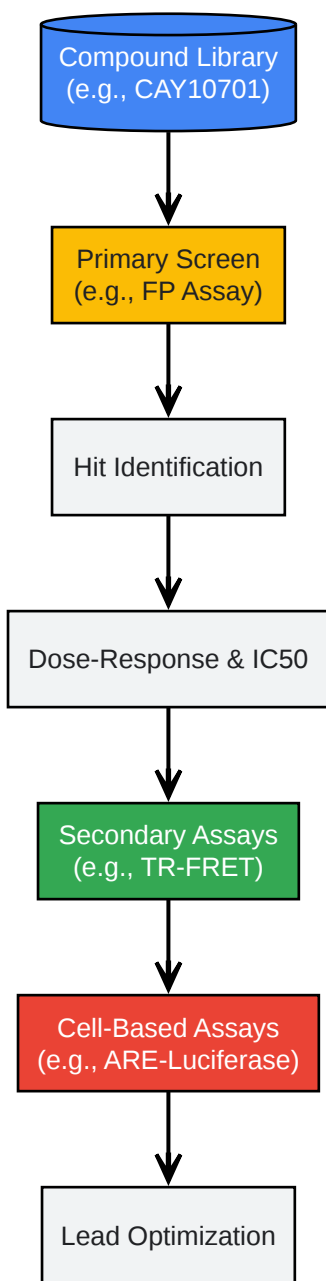 Compound Library
(e.g., CAY10701)
Primary Screen
(e.g., FP Assay)
Hit Identification
Dose-Response & IC50
Secondary Assays
(e.g., TR-FRET)
Cell-Based Assays
(e.g., ARE-Luciferase)
Lead Optimization